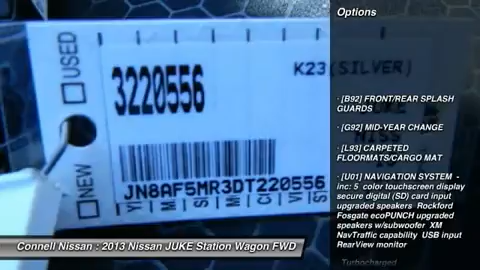 Options
USED
NEW
3220556
K23(SILVER)
JN8AF5MR3DT220556
· [B92] FRONT/REAR SPLASH
GUARDS
· [G92] MID-YEAR CHANGE
· [L93] CARPETED
FLOORMATS/CARGO MAT
· [U01] NAVIGATION SYSTEM -
inc: 5 color touchscreen display
secure digital (SD) card input
upgraded speakers Rockford
Fosgate ecoPUNCH upgraded
speakers w/subwoofer XM
NavTraffic capability USB input
RearView monitor
Turbocharged
Connell Nissan : 2013 Nissan JUKE Station Wagon FWD